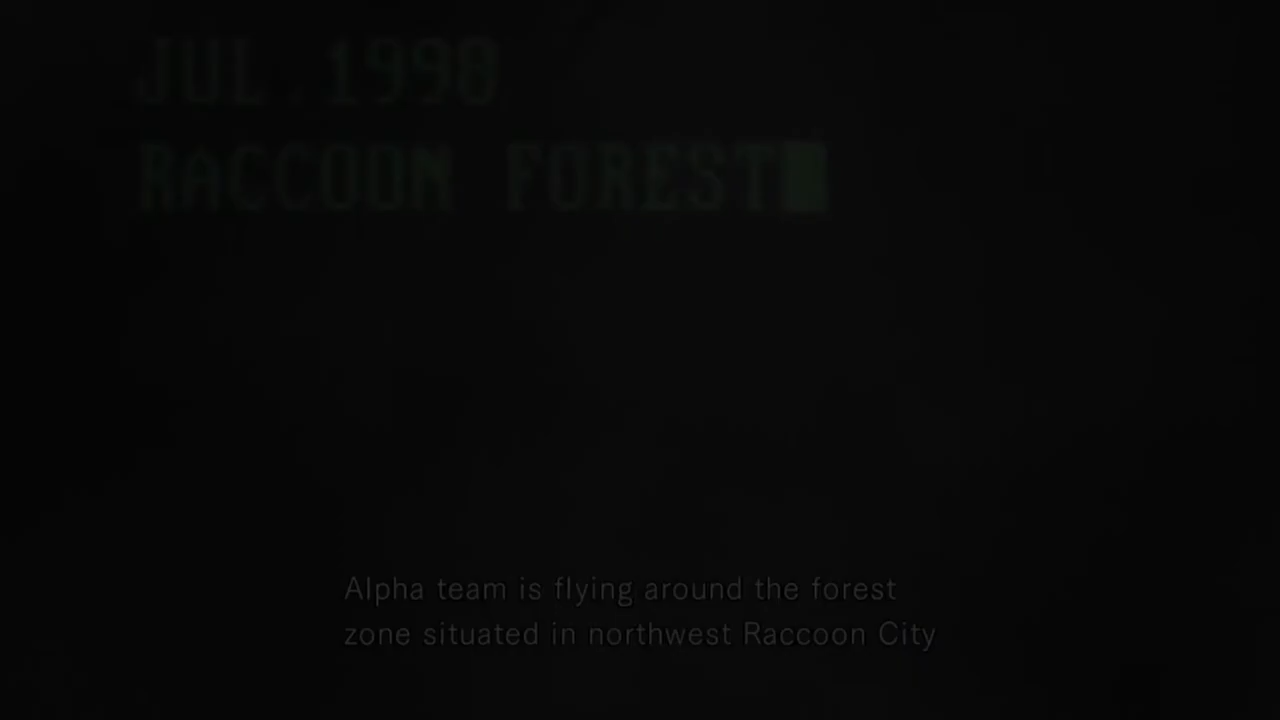 JUL.1998
RACCOON FOREST
Alpha team is flying around the forest
zone situated in northwest Raccoon City